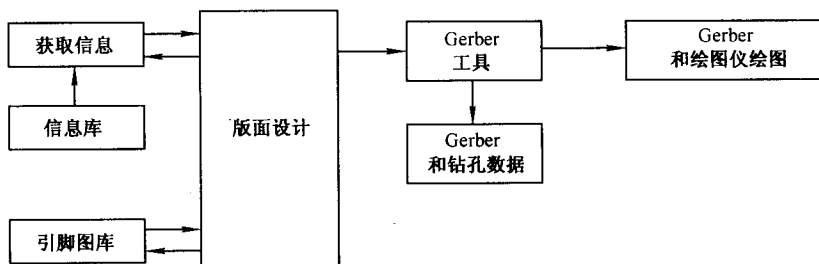 获取信息
信息库
引脚图库
版面设计
Gerber
工具
Gerber
和钻孔数据
Gerber
和绘图仪绘图